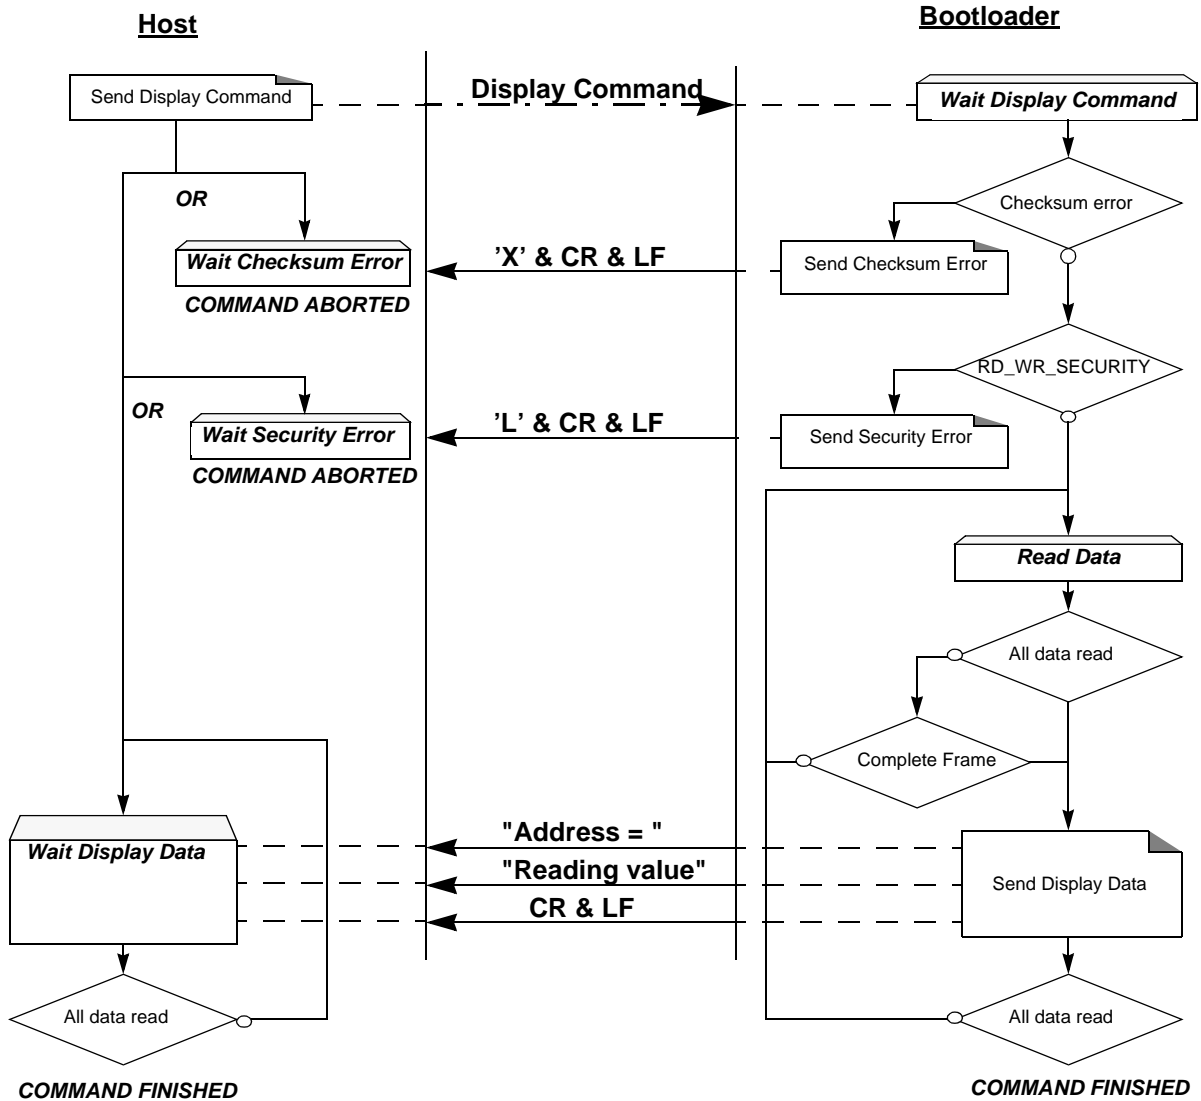 Host
Bootloader
Send Display Command
Display Command
Wait Display Command
OR
Checksum error
Wait Checksum Error
’X’ & CR & LF
Send Checksum Error
COMMAND ABORTED
RD_WR_SECURITY
OR
Wait Security Error
’L’ & CR & LF
Send Security Error
COMMAND ABORTED
Read Data
All data read
Complete Frame
"Address = "
Wait Display Data
"Reading value"
Send Display Data
CR & LF
All data read
All data read
COMMAND FINISHED
COMMAND FINISHED